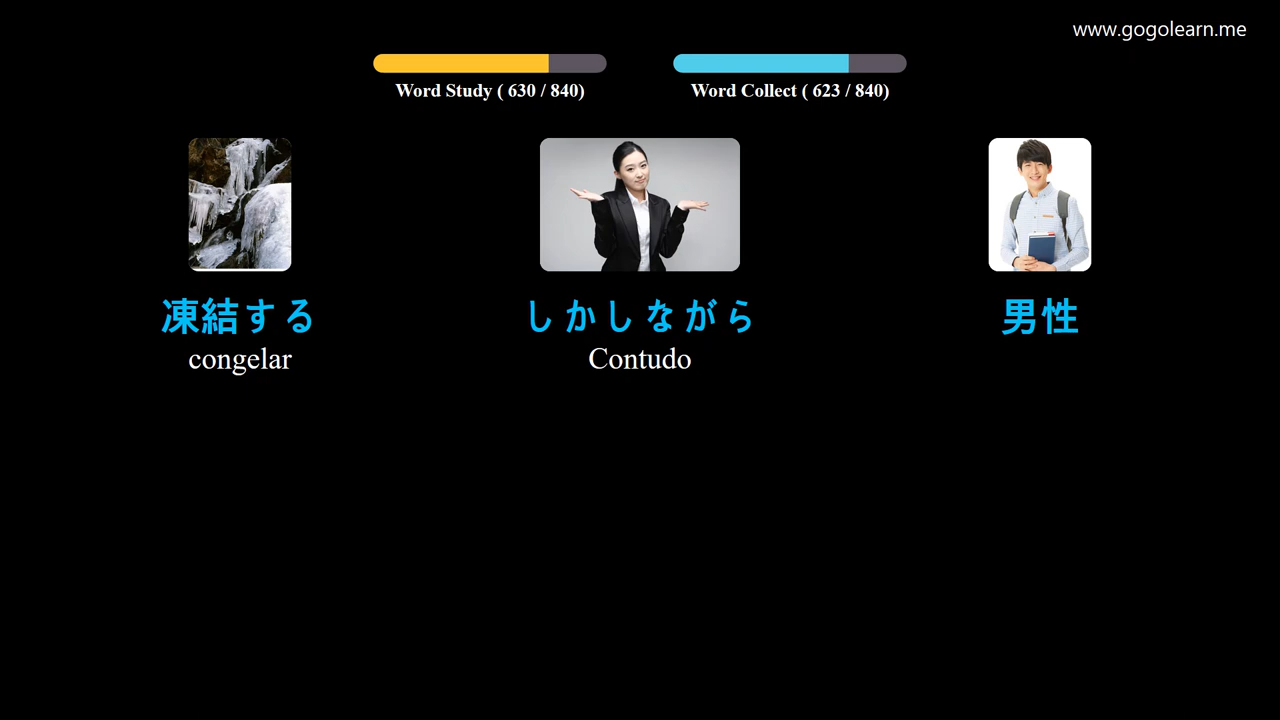 www.gogolearn.me
Word Study ( 630 / 840)
Word Collect ( 623 / 840)
凍結する
congelar
しかしながら
Contudo
男性